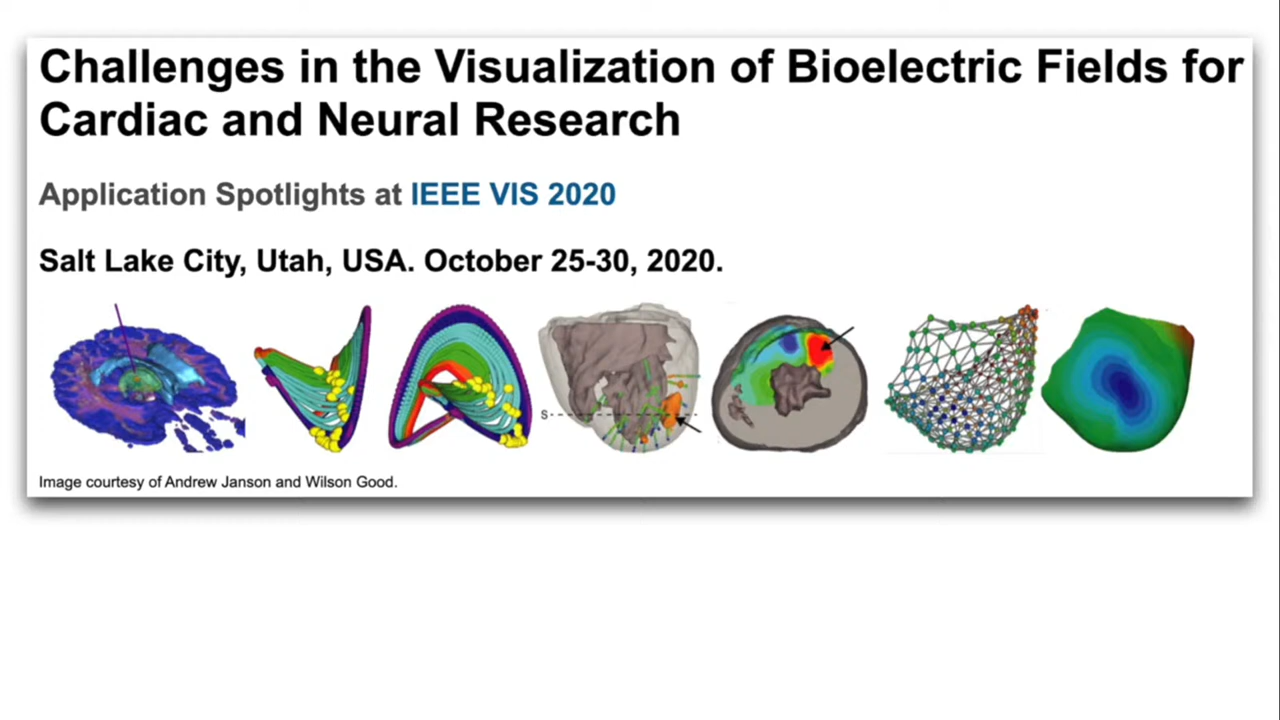 Challenges in the Visualization of Bioelectric Fields for
Cardiac and Neural Research
Application Spotlights at IEEE VIS 2020
Salt Lake City, Utah, USA. October 25-30, 2020.
S
Image courtesy of Andrew Janson and Wilson Good.